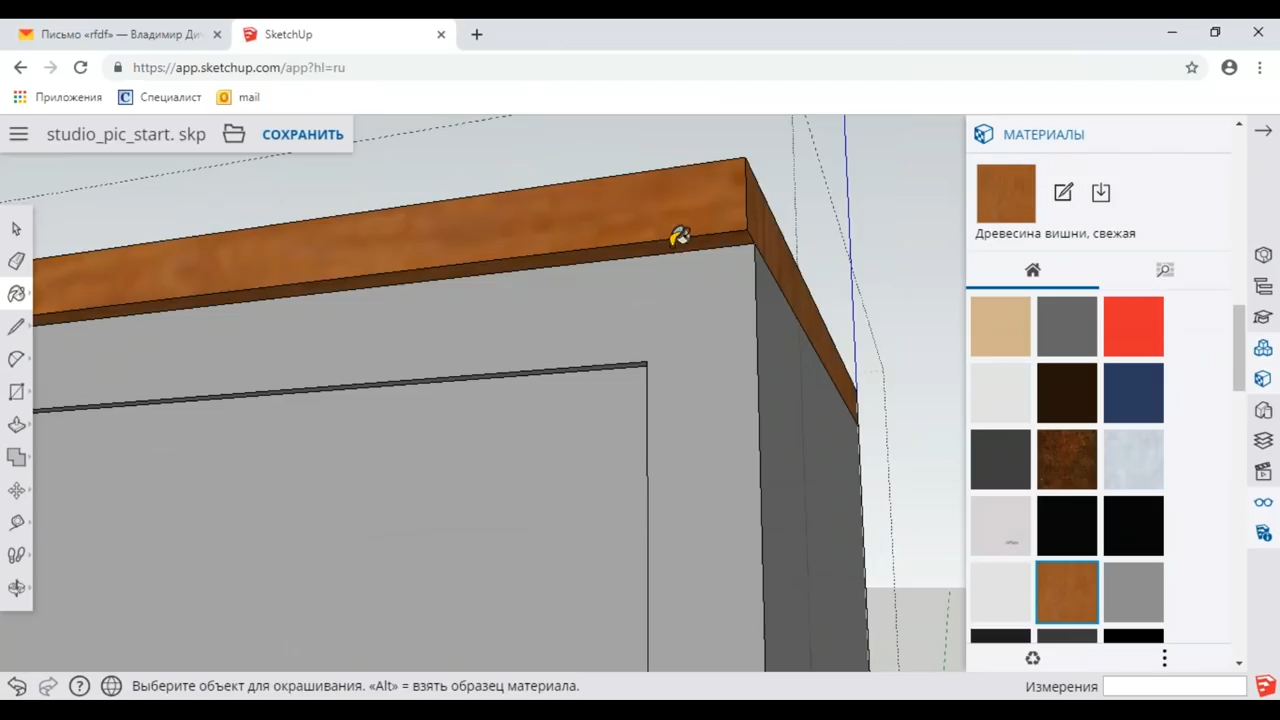 Письмо «rfdf» — Владимир Дич
SketchUp
https://app.sketchup.com/app?hl=ru
Приложения
Специалист
mail
studio_pic_start. skp
СОХРАНИТЬ
МАТЕРИАЛЫ
Древесина вишни, свежая
Выберите объект для окрашивания. «Alt» = взять образец материала.
Измерения